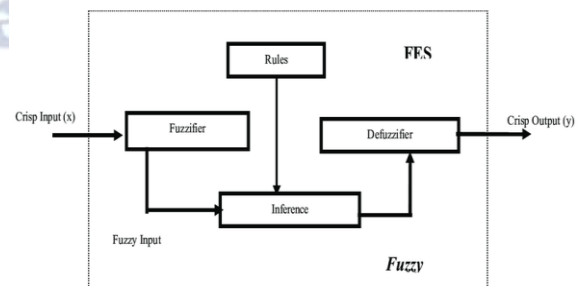 FES
Rules
Crisp Input (x)
Fuzzifier
Defuzzifier
Crisp Output (y)
Inference
Fuzzy Input
Fuzzy